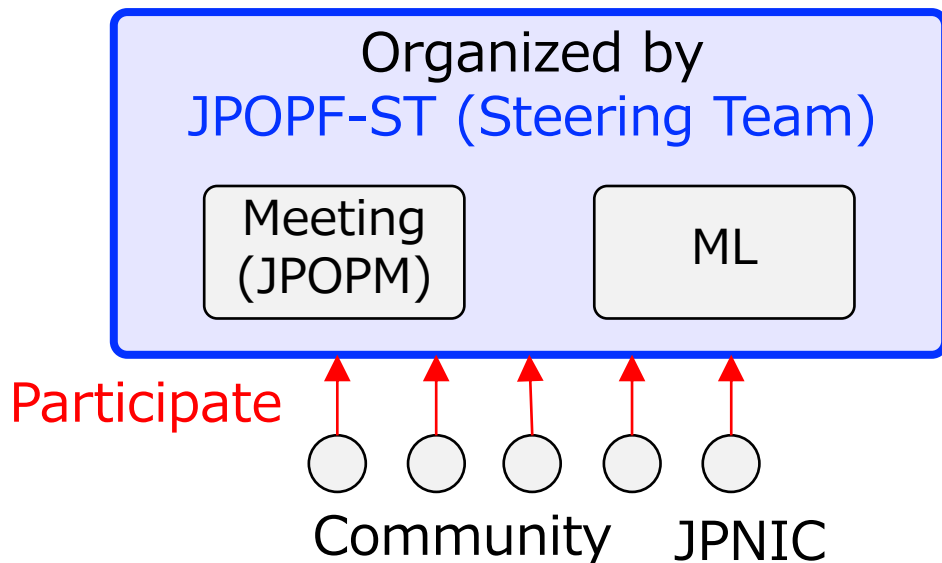 Organized by
JPOPF-ST (Steering Team)
Meeting
(JPOPM)
ML
Participate
Community
JPNIC